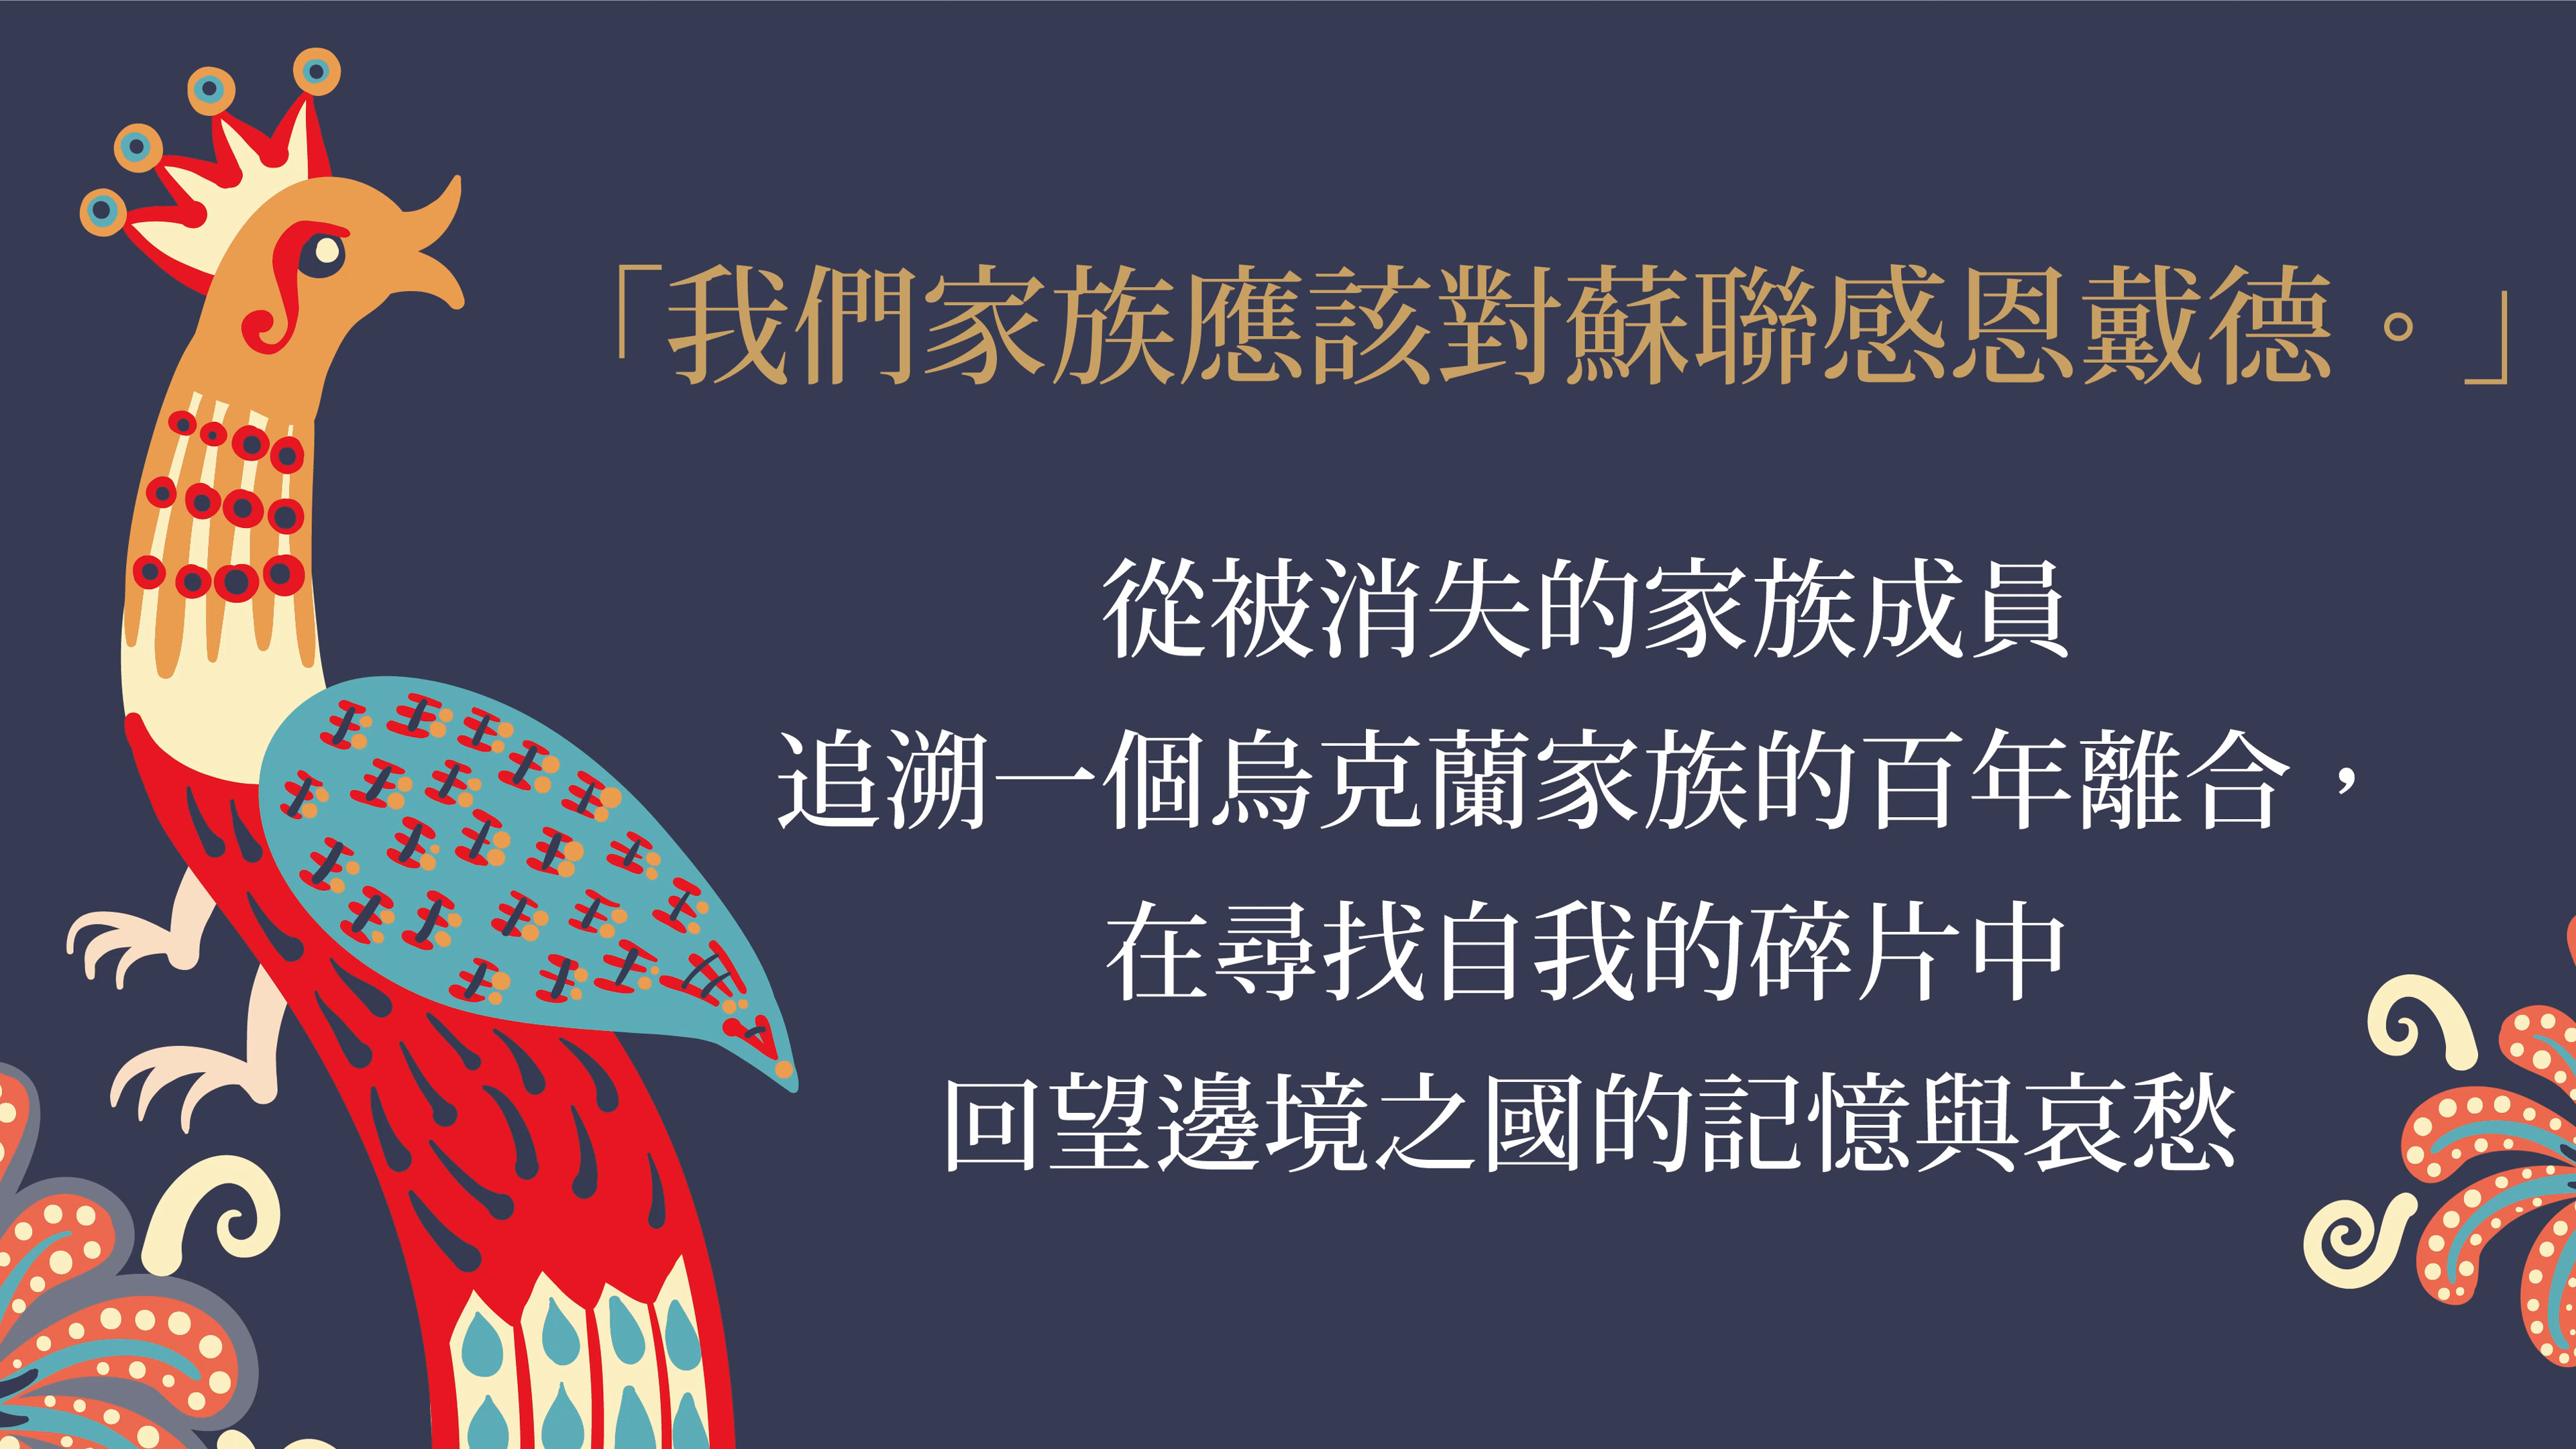 「我們家族應該對蘇聯感恩戴德。」
從被消失的家族成員
追溯一個烏克蘭家族的百年離合，
在尋找自我的碎片中
回望邊境之國的記憶與哀愁